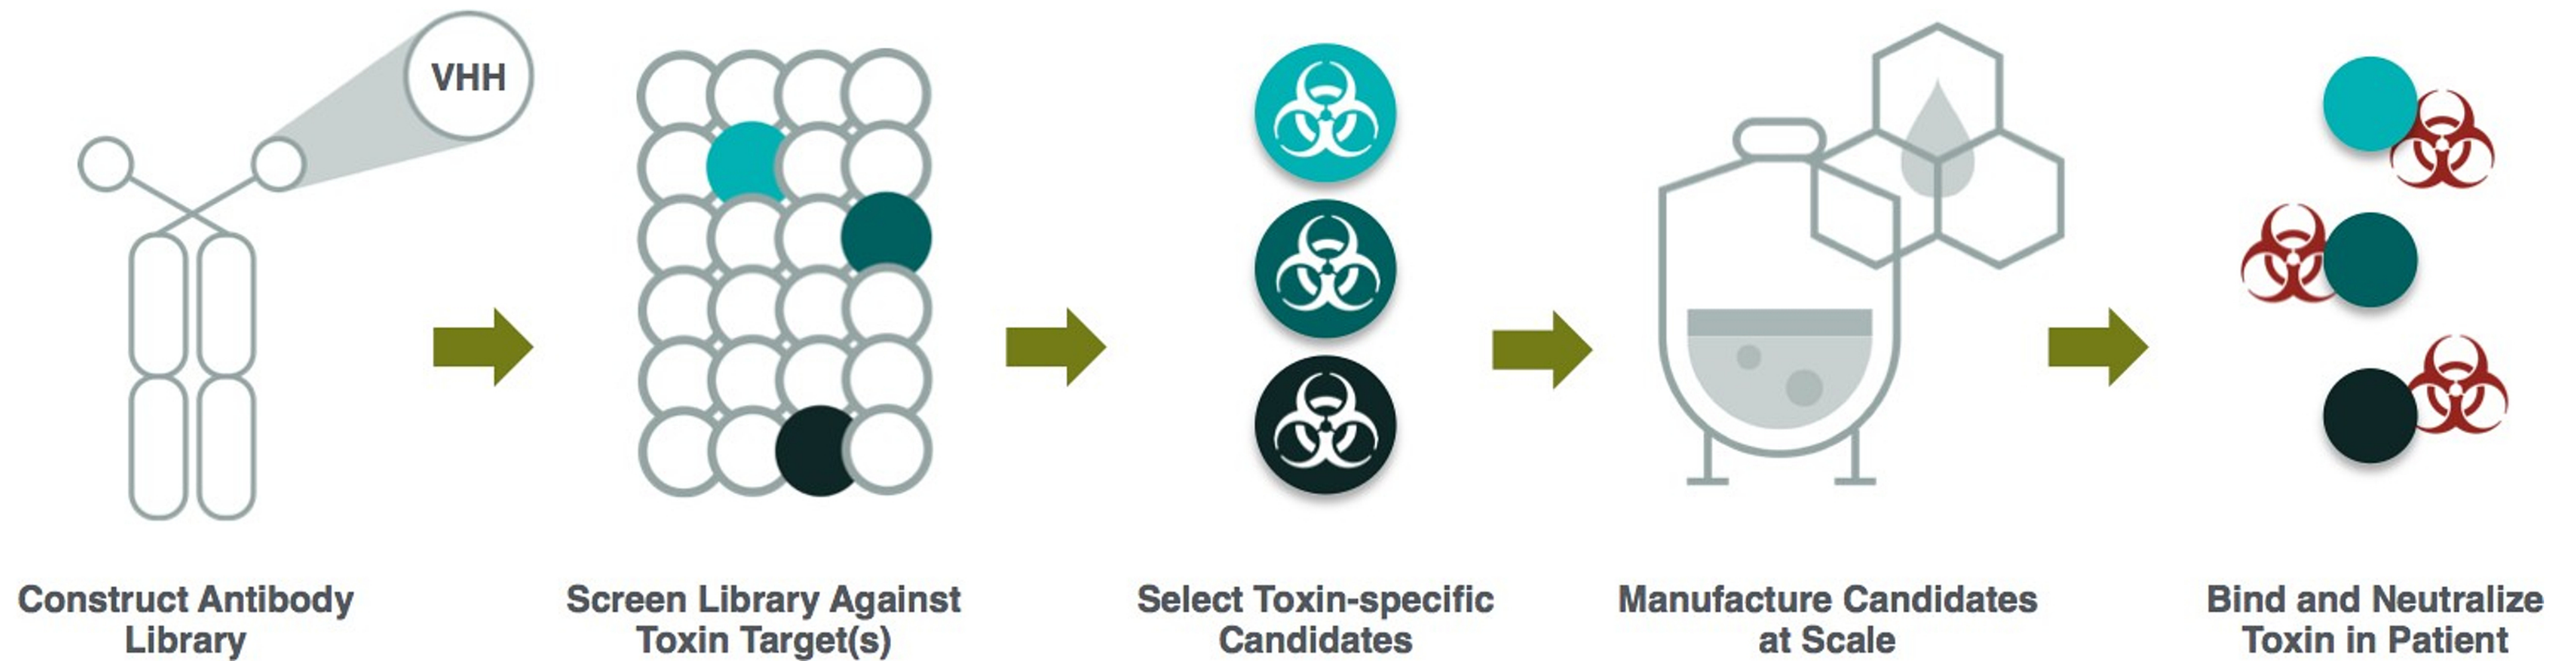 VHH
Construct Antibody
Library
Screen Library Against
Toxin Target(s)
Select Toxin-specific
Candidates
Manufacture Candidates
at Scale
Bind and Neutralize
Toxin in Patient